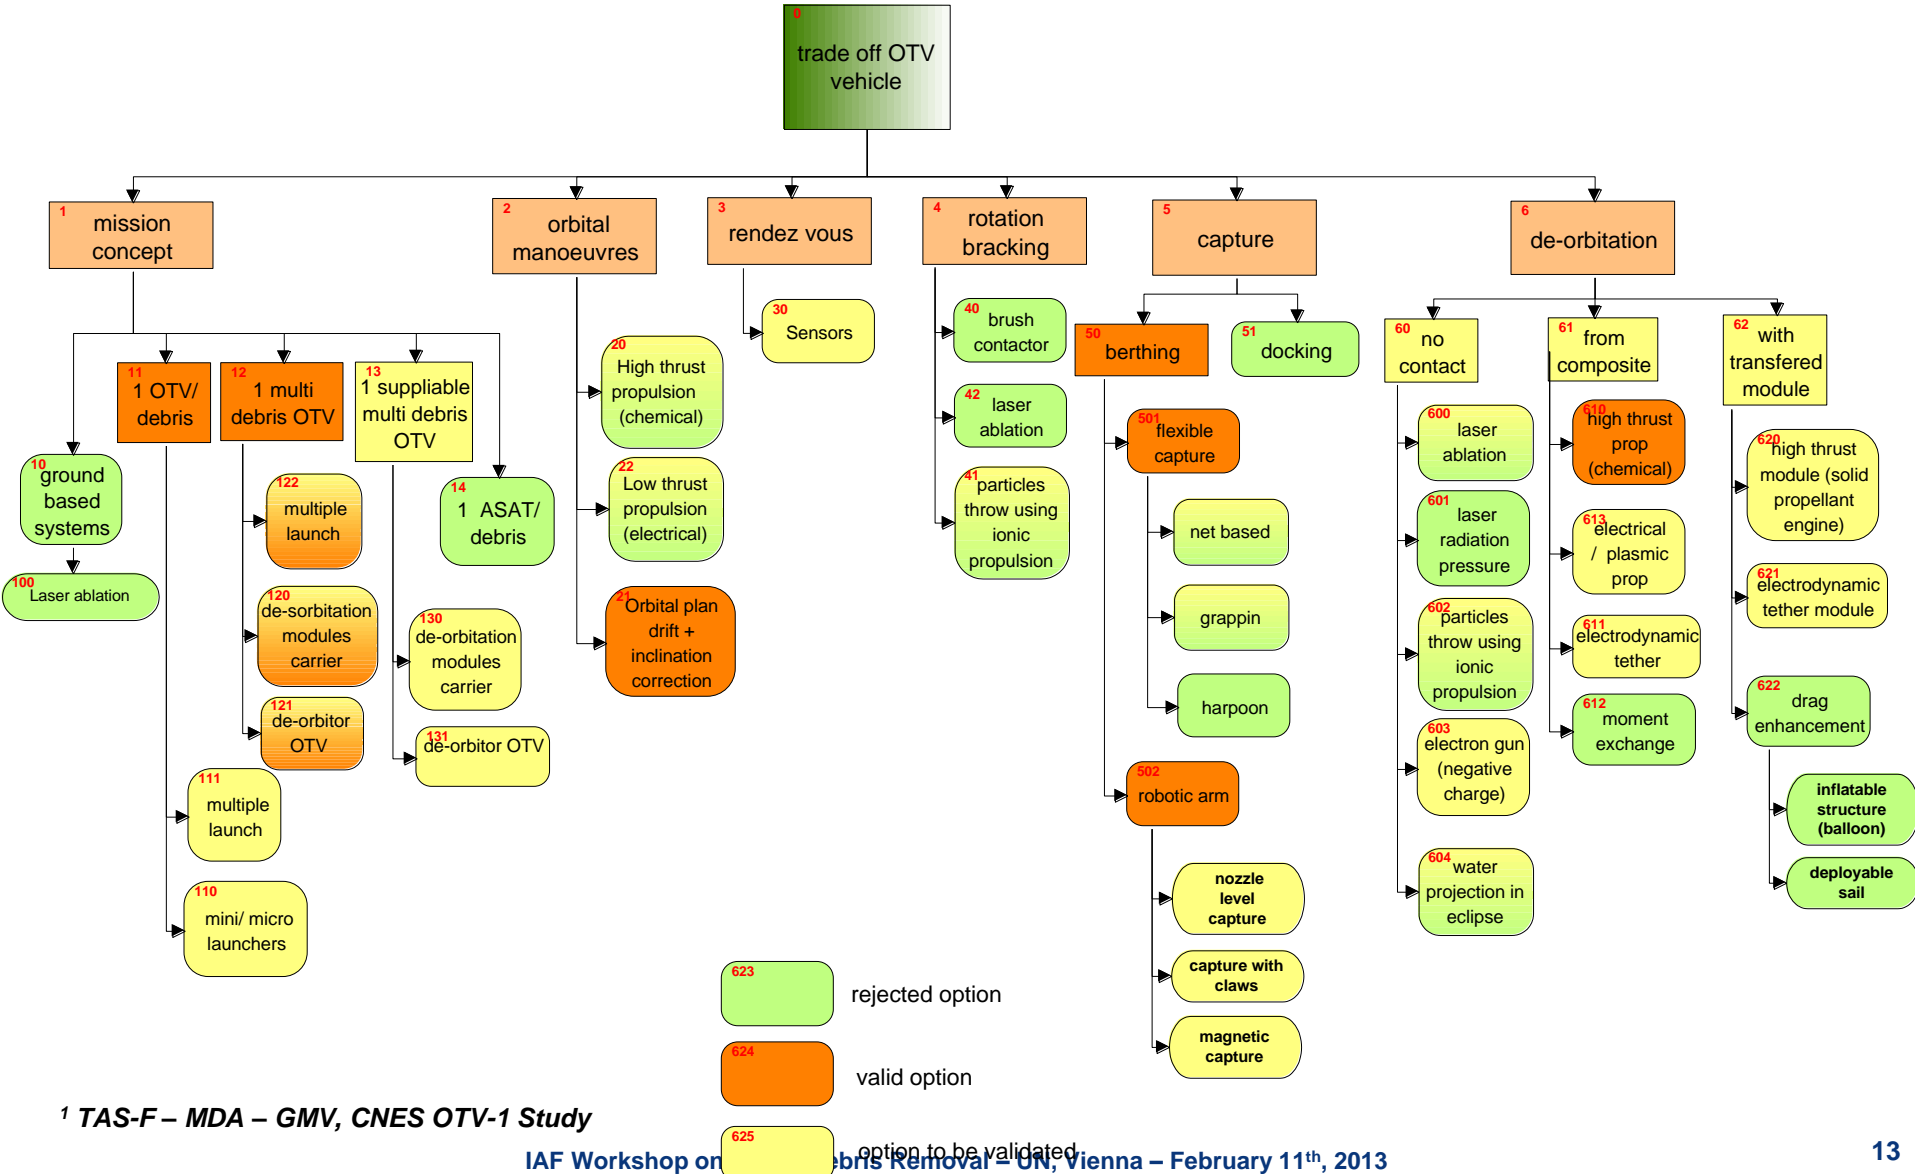 0
trade off OTV
vehicle
1
mission
concept
2
orbital
manoeuvres
3
rendez vous
4
rotation
bracking
5
capture
6
de-orbitation
10
ground
based
systems
100
Laser ablation
11
1 OTV/
debris
111
multiple
launch
110
mini/ micro
launchers
12
1 multi
debris OTV
122
multiple
launch
120
de-sorbitation
modules
carrier
121
de-orbitor
OTV
13
1 suppliable
multi debris
OTV
130
de-orbitation
modules
carrier
131
de-orbitor OTV
14
1 ASAT/
debris
20
High thrust
propulsion
(chemical)
22
Low thrust
propulsion
(electrical)
21
Orbital plan
drift +
inclination
correction
30
Sensors
40
brush
contactor
42
laser
ablation
41
particles
throw using
ionic
propulsion
50
berthing
51
docking
501
flexible
capture
net based
grappin
harpoon
502
robotic arm
nozzle
level
capture
capture with
claws
magnetic
capture
60
no
contact
600
laser
ablation
601
laser
radiation
pressure
602
particles
throw using
ionic
propulsion
603
electron gun
(negative
charge)
604
water
projection in
eclipse
61
from
composite
610
high thrust
prop
(chemical)
613
electrical
/ plasmic
prop
611
electrodynamic
tether
612
moment
exchange
62
with
transfered
module
620
high thrust
module (solid
propellant
engine)
621
electrodynamic
tether module
622
drag
enhancement
inflatable
structure
(balloon)
deployable
sail
623
rejected option
624
valid option
625
option to be validated
1 TAS-F – MDA – GMV, CNES OTV-1 Study
IAF Workshop on ebris Removal – UN, Vienna – February 11th, 2013
13